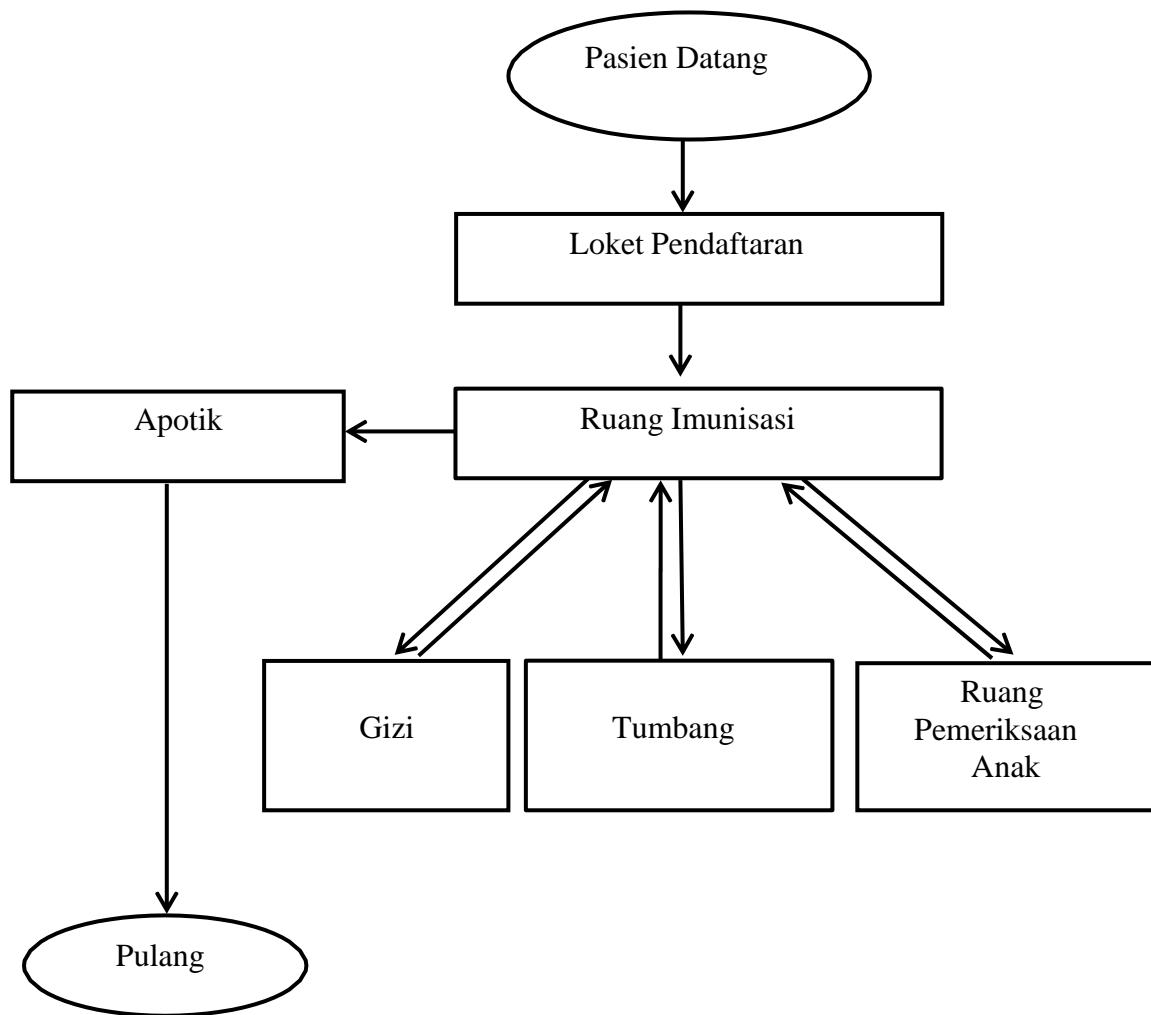 Pasien Datang
Loket Pendaftaran
Apotik
Ruang Imunisasi
Gizi
Tumbang
Ruang
Pemeriksaan
Anak
Pulang